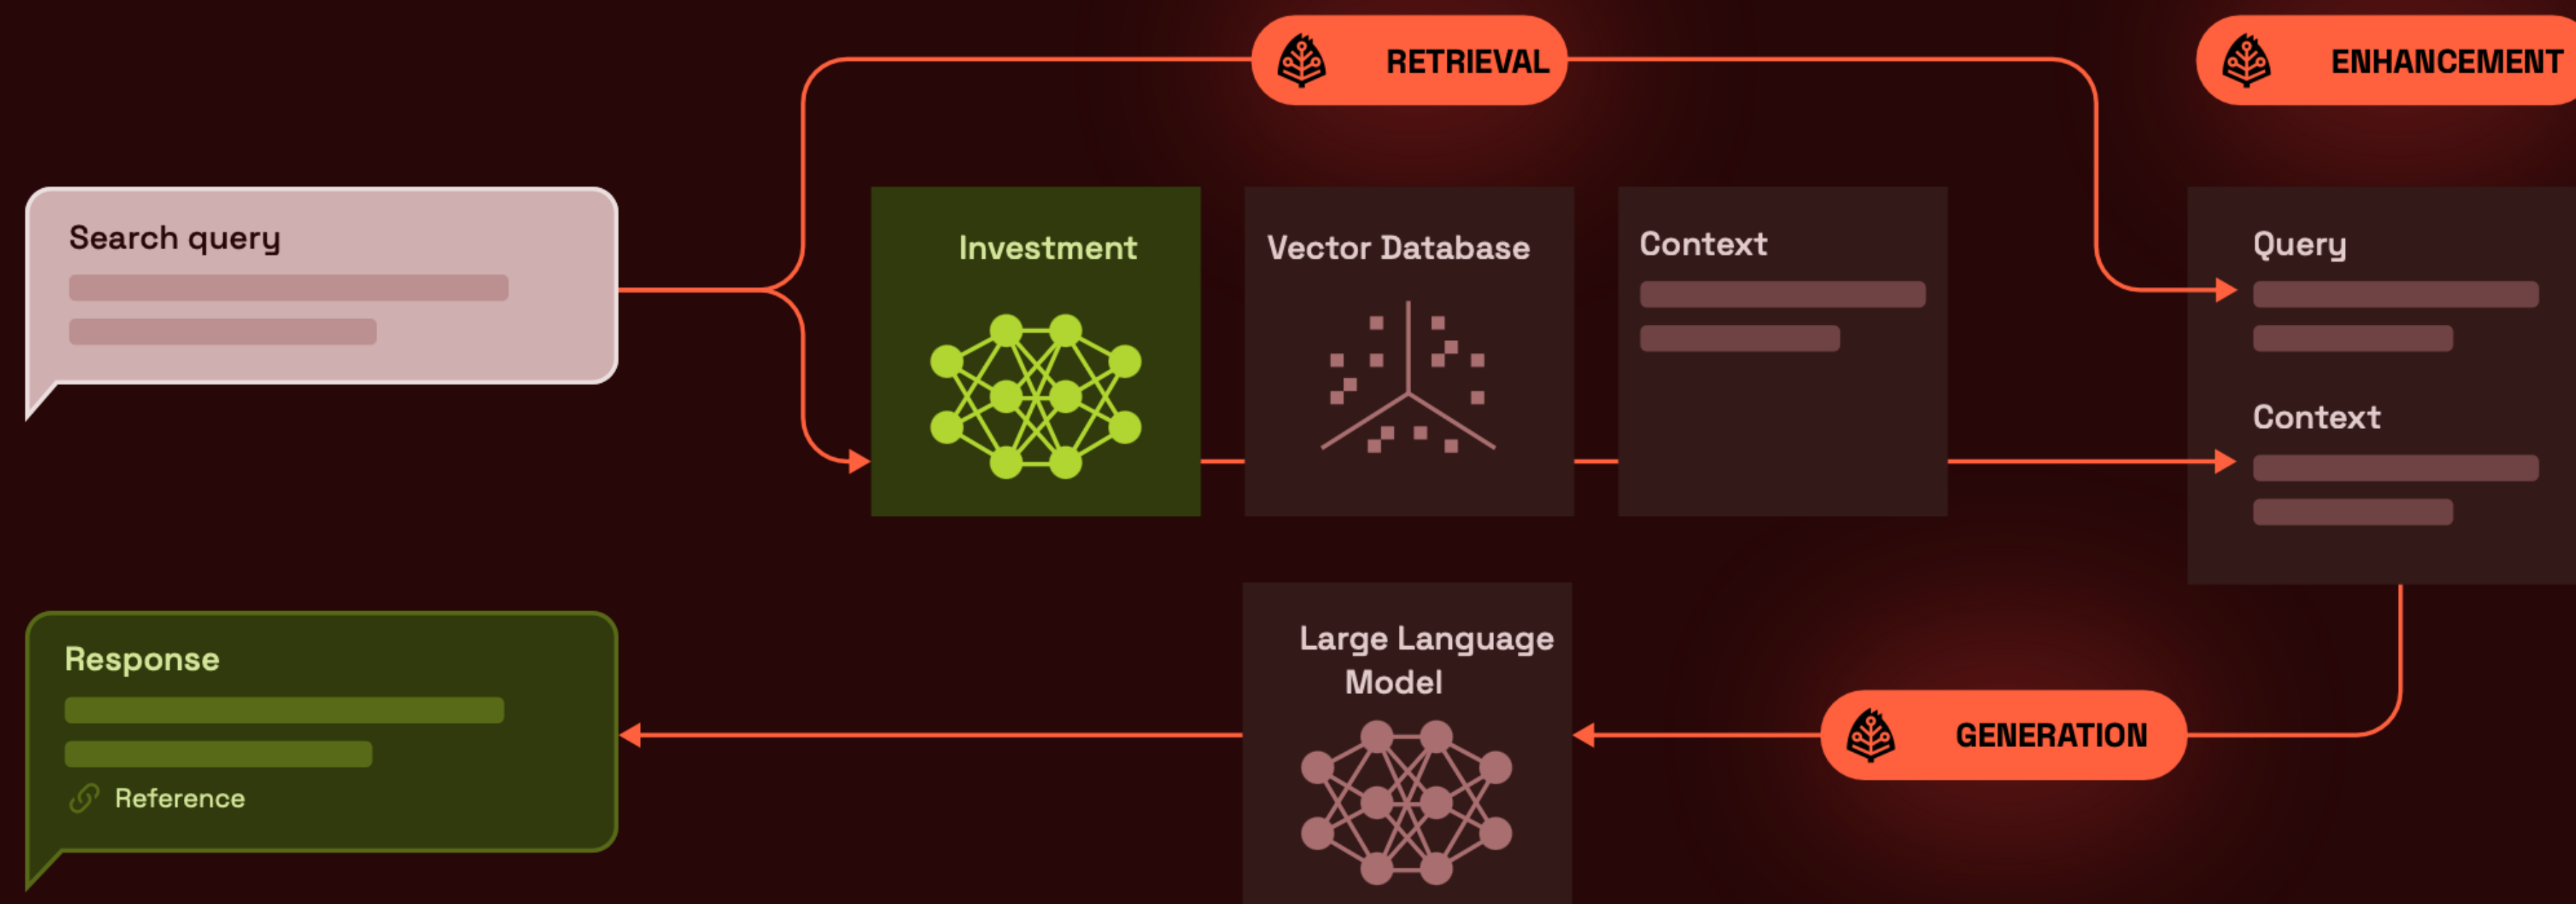 RETRIEVAL
ENHANCEMENT
Search query
Investment
Vector Database
Context
Query
Context
Large Language
Model
Response
Reference
GENERATION